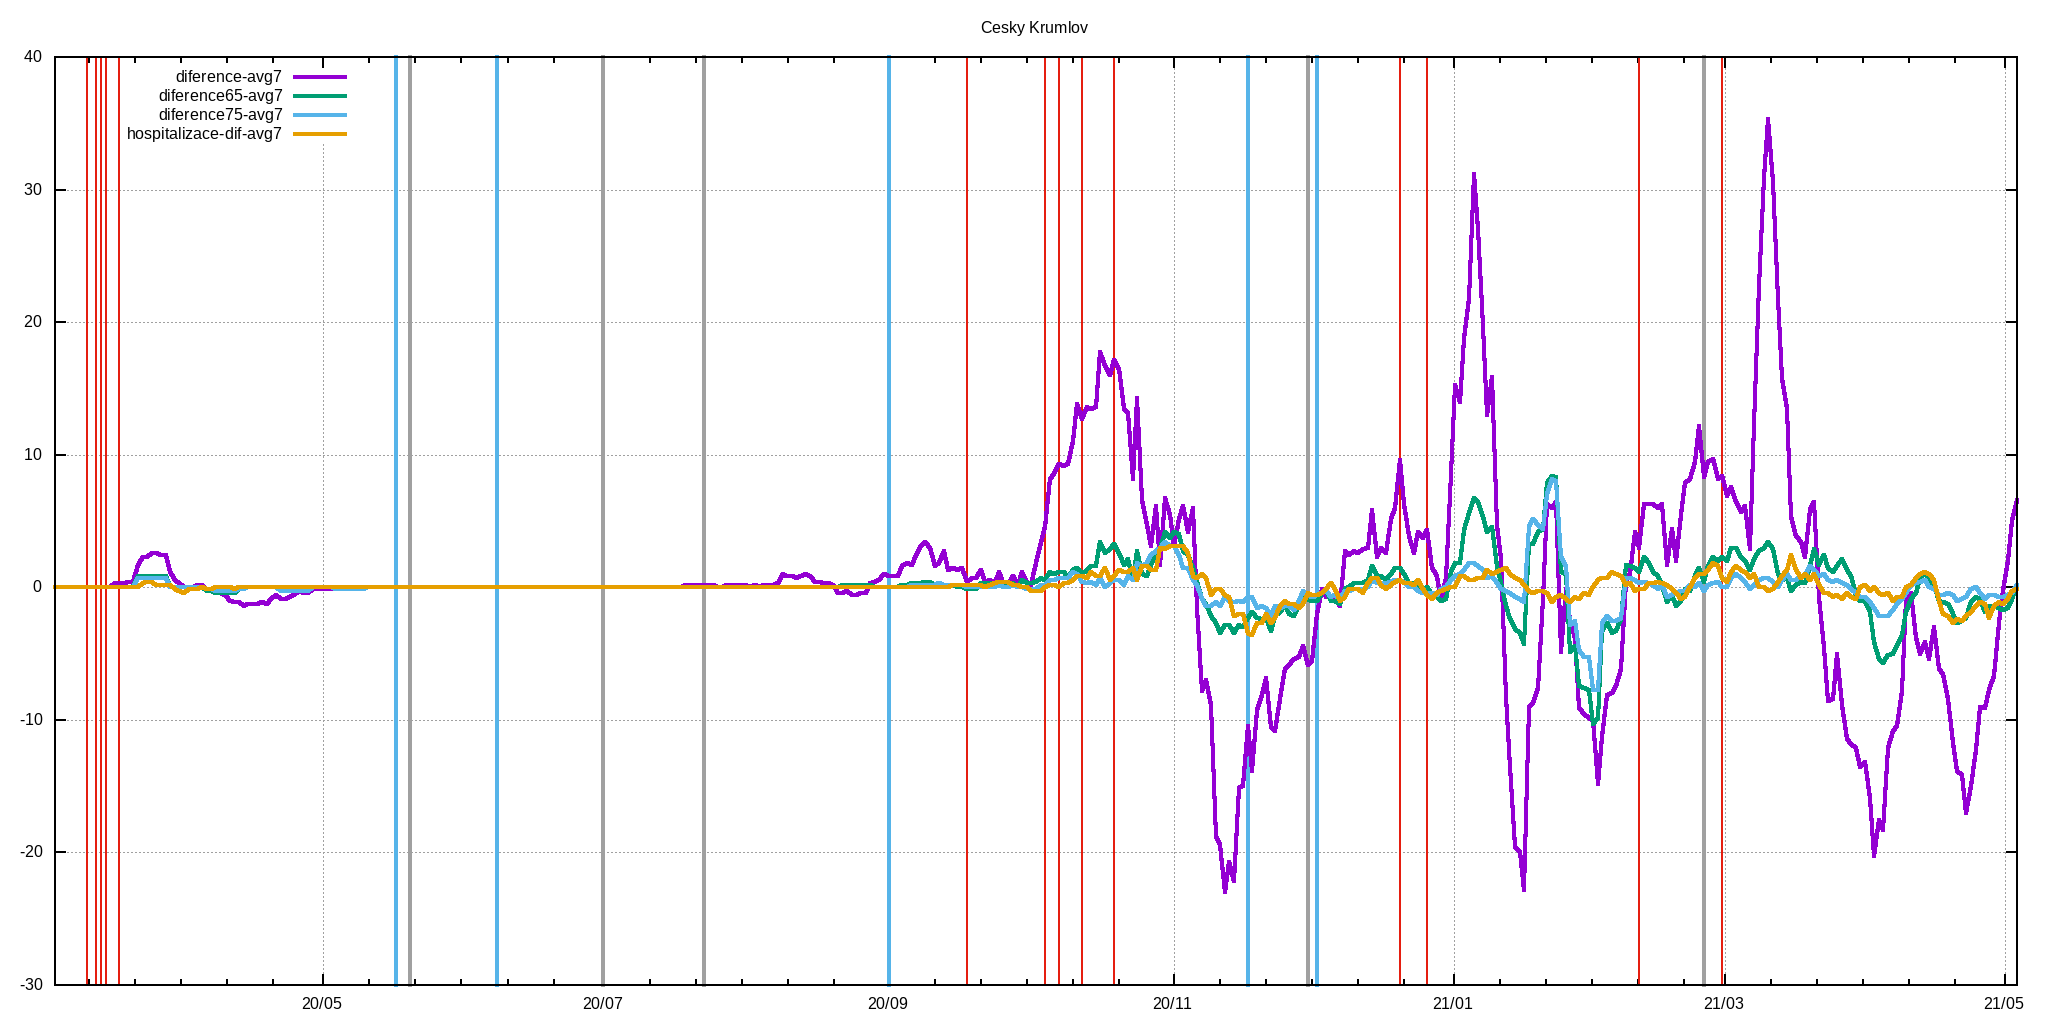 Cesky Krumlov
40
diference-avg7
diference65-avg7
diference75-avg7
hospitalizace-dif-avg7
30
20
10
0
-10
-20
-30
20/05 20/07 20/09 20/11 21/01 21/03 21/05